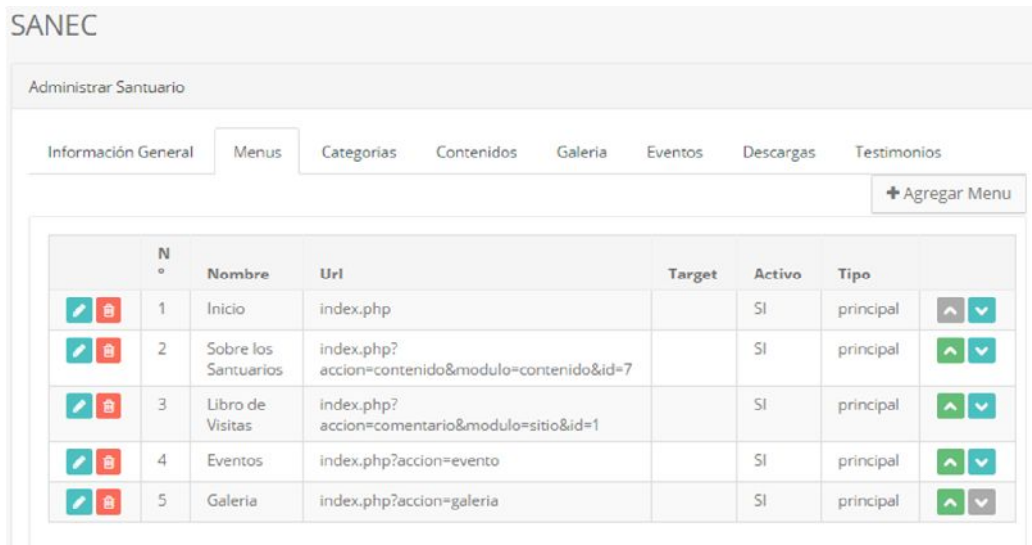 SANEC
Administrar Santuario
Información General Menus Categorias Contenidos Galeria Eventos Descargas Testimonios
Agregar Menu
N° Nombre Url Target Activo Tipo
1 Inicio index.php SI principal
2 Sobre los Santuarios index.php?accion=contenido&modulo=contenido&id=7 SI principal
3 Libro de Visitas index.php?accion=comentario&modulo=sitio&id=1 SI principal
4 Eventos index.php?accion=evento SI principal
5 Galeria index.php?accion=galeria SI principal